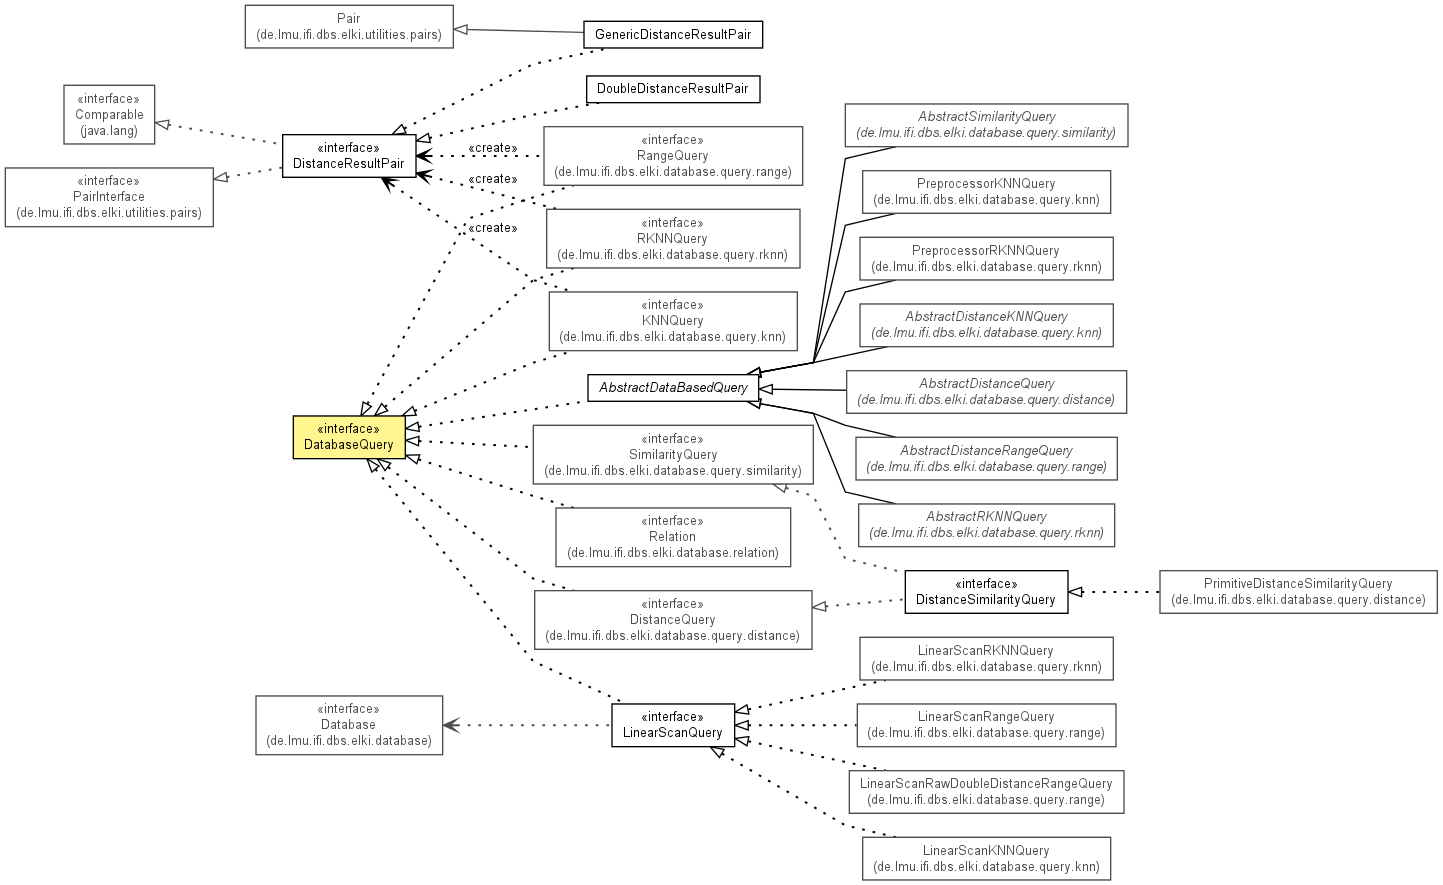 Pair
(de.lmu.ifi.dbs.elki.utilities.pairs)
GenericDistanceResultPair
DoubleDistanceResultPair
«interface»
Comparable
(java.lang)
«interface»
DistanceResultPair
«interface»
PairInterface
(de.lmu.ifi.dbs.elki.utilities.pairs)
«create»
«create»
«create»
«interface»
RangeQuery
(de.lmu.ifi.dbs.elki.database.query.range)
«interface»
RKNNQuery
(de.lmu.ifi.dbs.elki.database.query.rknn)
«interface»
KNNQuery
(de.lmu.ifi.dbs.elki.database.query.knn)
AbstractSimilarityQuery
(de.lmu.ifi.dbs.elki.database.query.similarity)
PreprocessorKNNQuery
(de.lmu.ifi.dbs.elki.database.query.knn)
PreprocessorRKNNQuery
(de.lmu.ifi.dbs.elki.database.query.rknn)
AbstractDistanceKNNQuery
(de.lmu.ifi.dbs.elki.database.query.knn)
AbstractDataBasedQuery
AbstractDistanceQuery
(de.lmu.ifi.dbs.elki.database.query.distance)
«interface»
DatabaseQuery
«interface»
SimilarityQuery
(de.lmu.ifi.dbs.elki.database.query.similarity)
AbstractDistanceRangeQuery
(de.lmu.ifi.dbs.elki.database.query.range)
AbstractRKNNQuery
(de.lmu.ifi.dbs.elki.database.query.rknn)
«interface»
Relation
(de.lmu.ifi.dbs.elki.database.relation)
«interface»
DistanceQuery
(de.lmu.ifi.dbs.elki.database.query.distance)
«interface»
DistanceSimilarityQuery
PrimitiveDistanceSimilarityQuery
(de.lmu.ifi.dbs.elki.database.query.distance)
«interface»
Database
(de.lmu.ifi.dbs.elki.database)
«interface»
LinearScanQuery
LinearScanRKNNQuery
(de.lmu.ifi.dbs.elki.database.query.rknn)
LinearScanRangeQuery
(de.lmu.ifi.dbs.elki.database.query.range)
LinearScanRawDoubleDistanceRangeQuery
(de.lmu.ifi.dbs.elki.database.query.range)
LinearScanKNNQuery
(de.lmu.ifi.dbs.elki.database.query.knn)